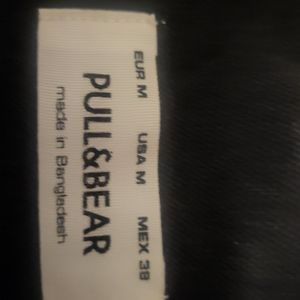 EUR M USA M MEX 38
PULL&BEAR
made in Bangladesh